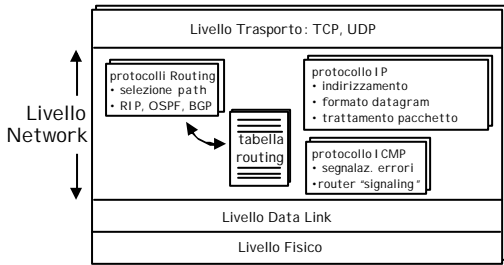 Livello Trasporto: TCP, UDP
Livello
Network
protocolli Routing
• selezione path
• RIP, OSPF, BGP
tabella
routing
protocollo IP
• indirizzamento
• formato datagram
• trattamento pacchetto
protocollo ICMP
• segnalaz. errori
• router “signaling”
Livello Data Link
Livello Fisico